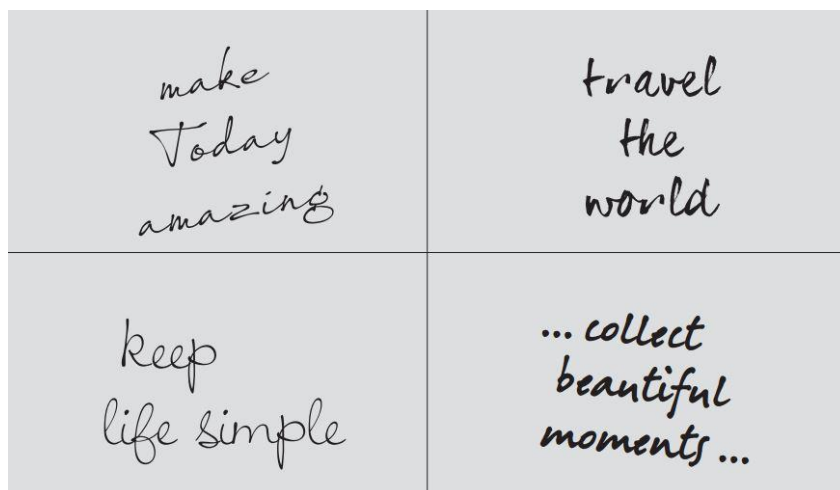 make
Today
amazing
travel
the
world
keep
life simple
... collect
beautiful
moments ...